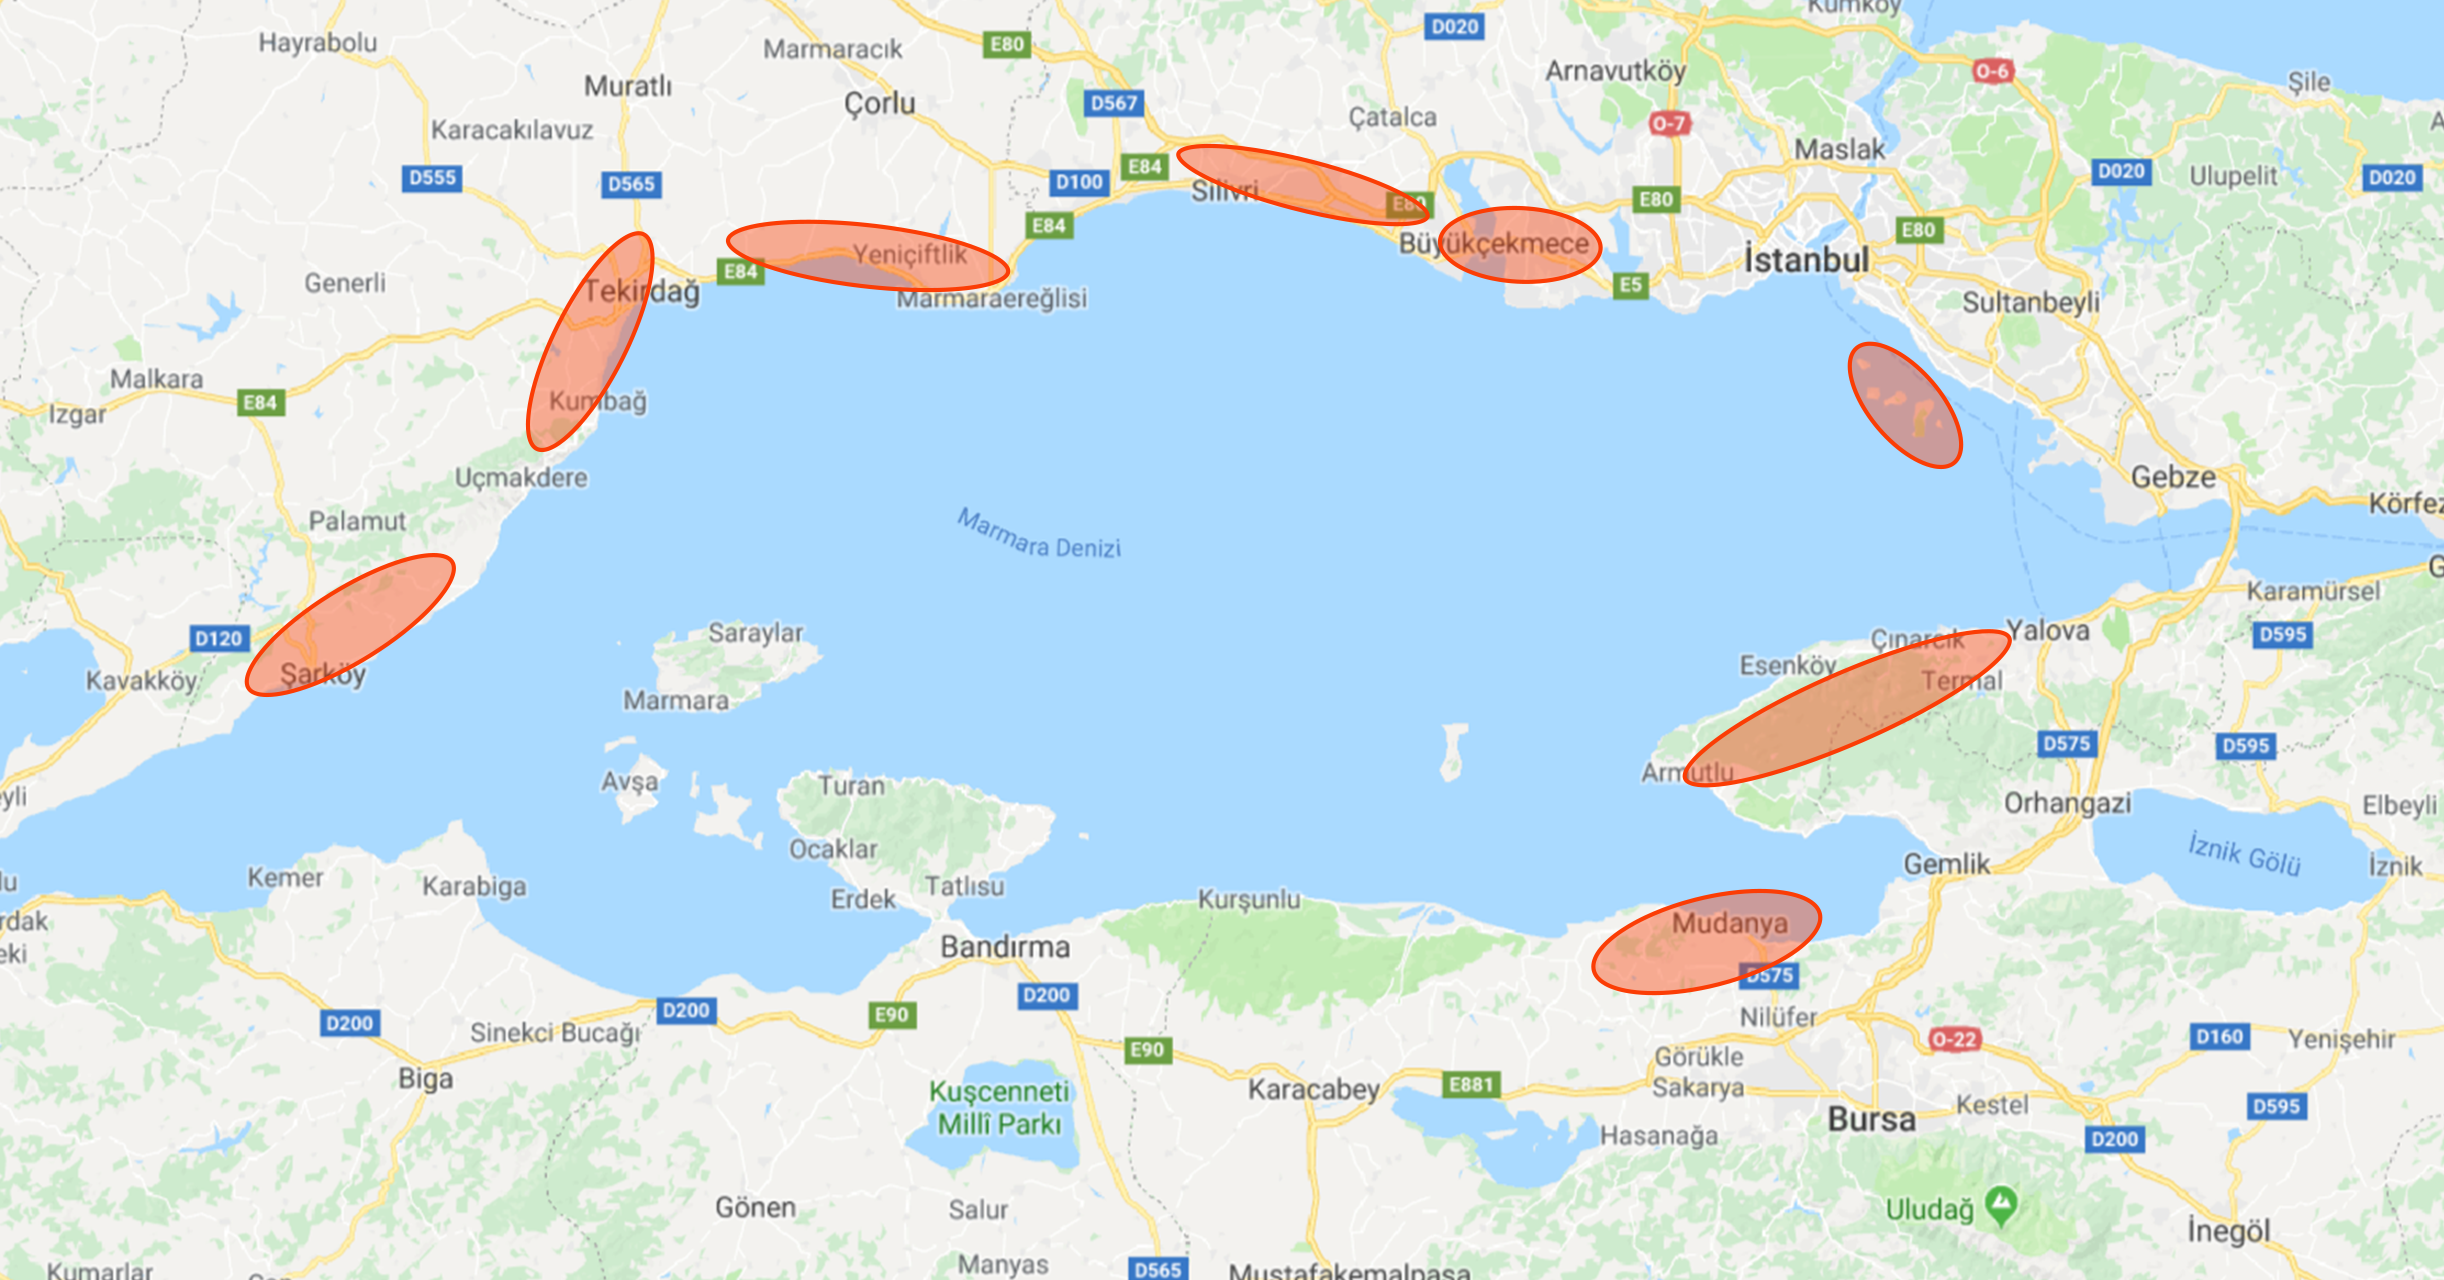 Kumköy
Hayrabolu
Marmaracık
E80
D020
Arnavutköy
O-6
Şile
Muratlı
Çorlu
D567
Çatalca
O-7
Karacakılavuz
Maslak
D555
D565
D100
E84
Silivri
E80
E80
D020
Ulupelit
D020
E84
Büyükçekmece
E80
İstanbul
Yeniçiftlik
E84
Generli
Tekirdağ
Marmaraereğlisi
E5
Sultanbeyli
Malkara
Izgar
E84
Kumbağ
Uçmakdere
Gebze
Körfez
Palamut
Marmara Denizi
Karamürsel
D120
Şarköy
Kavakköy
Saraylar
Marmara
Çınarcık
Yalova
D595
Esenköy
Termal
D575
D595
Avşa
Turan
Armutlu
Orhangazi
Elbeyli
yli
Ocaklar
İznik Gölü
İznik
Kemer
Karabiga
Erdek
Tatlısu
Kurşunlu
Gemlik
lu
rdak
eki
Bandırma
Mudanya
D575
D200
Sinekci Bucağı
D200
E90
D200
Nilüfer
O-22
D160
Yenişehir
Biga
E90
Görükle
Sakarya
Kuşcenneti
Millî Parkı
Karacabey
E881
Bursa
Kestel
D595
Hasanağa
D200
Gönen
Salur
Uludağ
İnegöl
Kumarlar
Manyas
D565
Mustafakemalpaşa